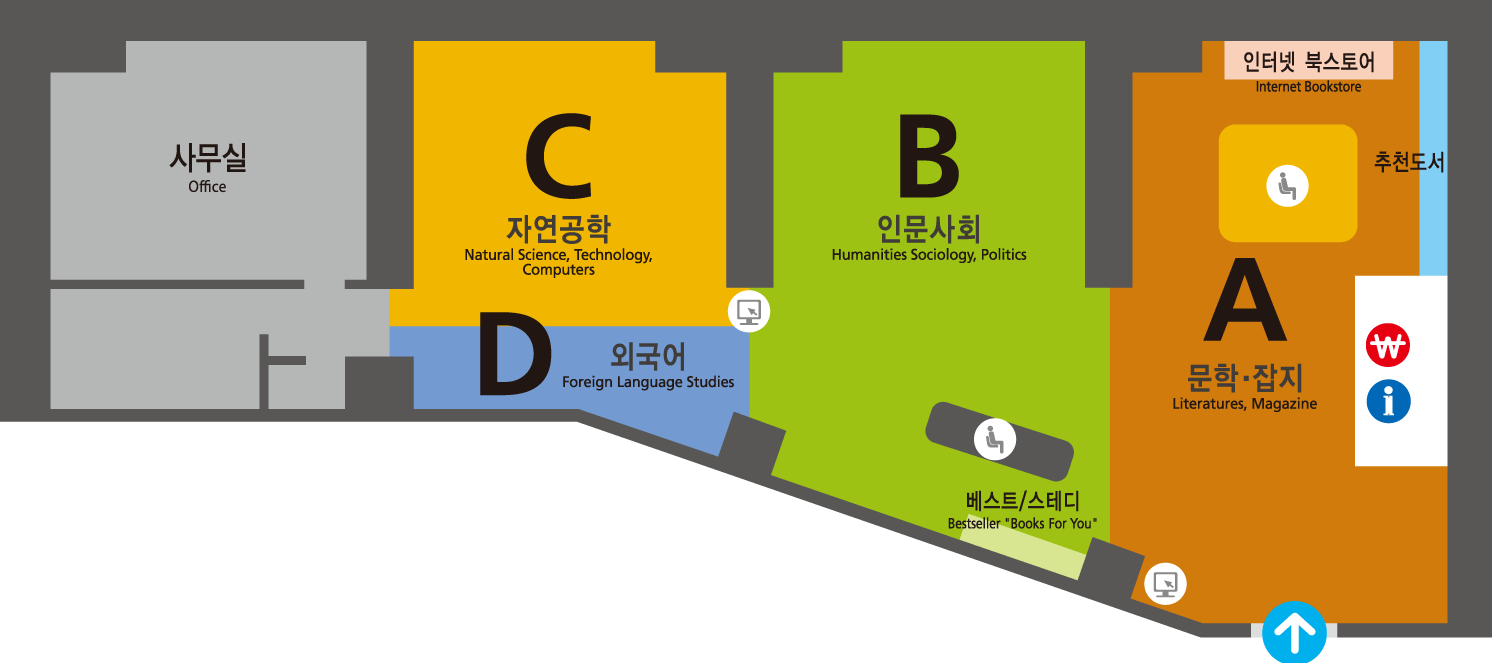 사무실
Office
C
자연공학
Natural Science, Technology,
Computers
D
외국어
Foreign Language Studies
B
인문사회
Humanities Sociology, Politics
베스트/스테디
Bestseller "Books For You"
인터넷 북스토어
Internet Bookstore
추천도서
A
문학·잡지
Literatures, Magazine
₩
i